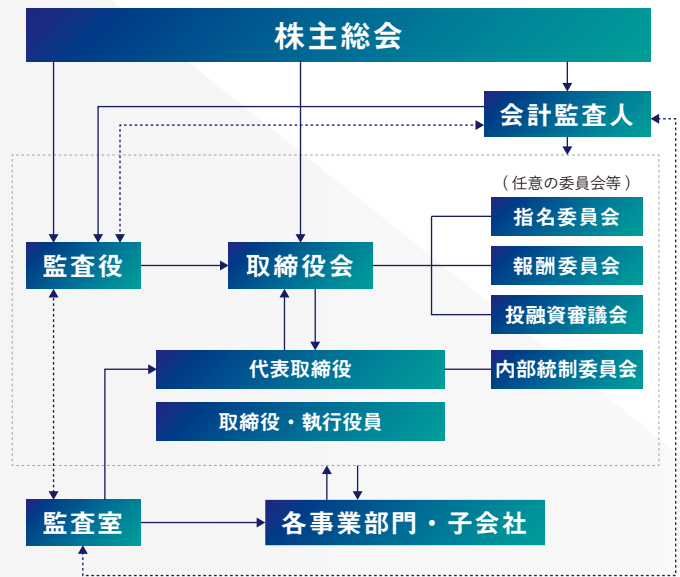 株主総会
会計監査人
（任意の委員会等）
指名委員会
監査役
取締役会
報酬委員会
投融資審議会
代表取締役
内部統制委員会
取締役・執行役員
監査室
各事業部門・子会社